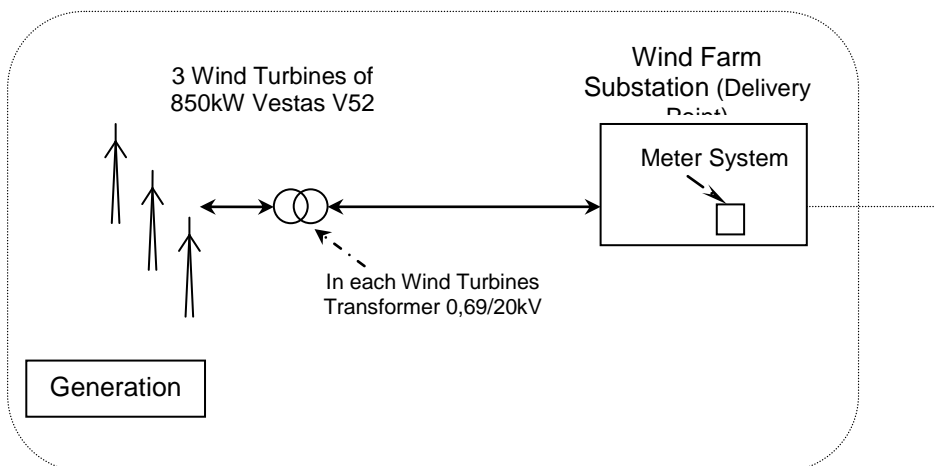 3 Wind Turbines of
850kW Vestas V52
Wind Farm
Substation (Delivery
Point)
Meter System
In each Wind Turbines
Transformer 0,69/20kV
Generation